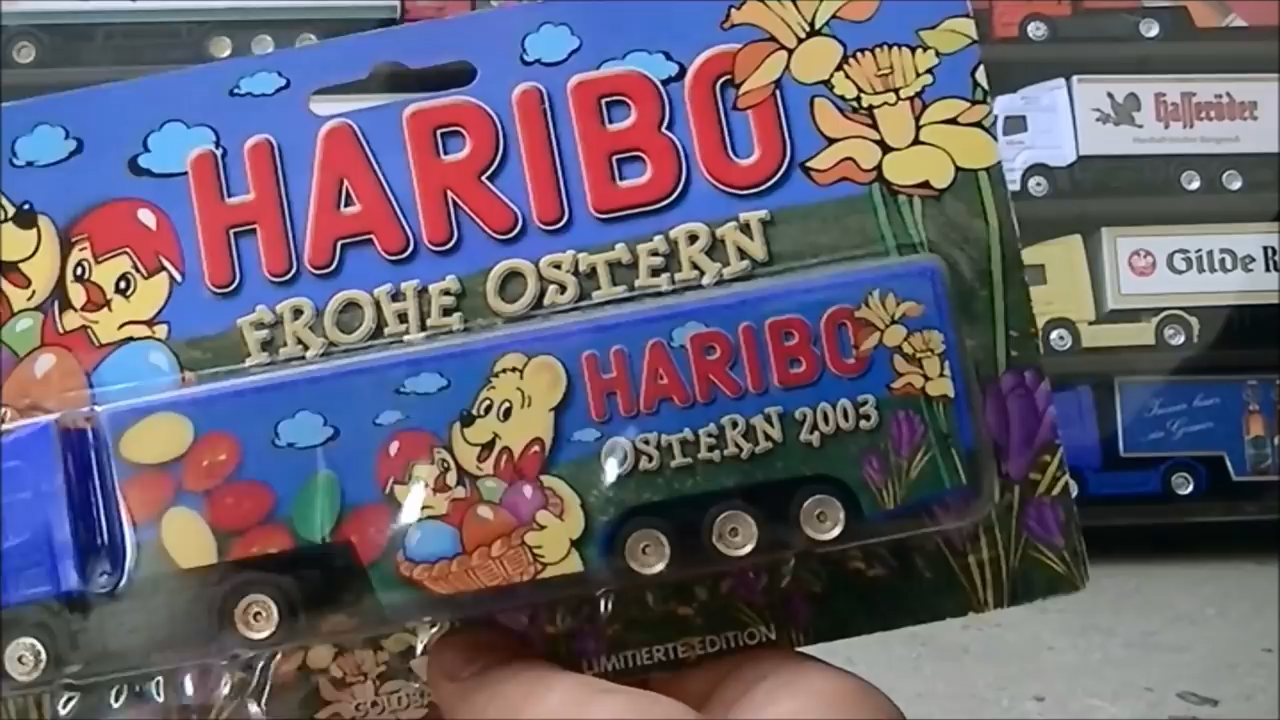 HARIBO
FROHE OSTERN
HARIBO
OSTERN 2003
LIMITIERTE EDITION
Hasseröder
Gilde R